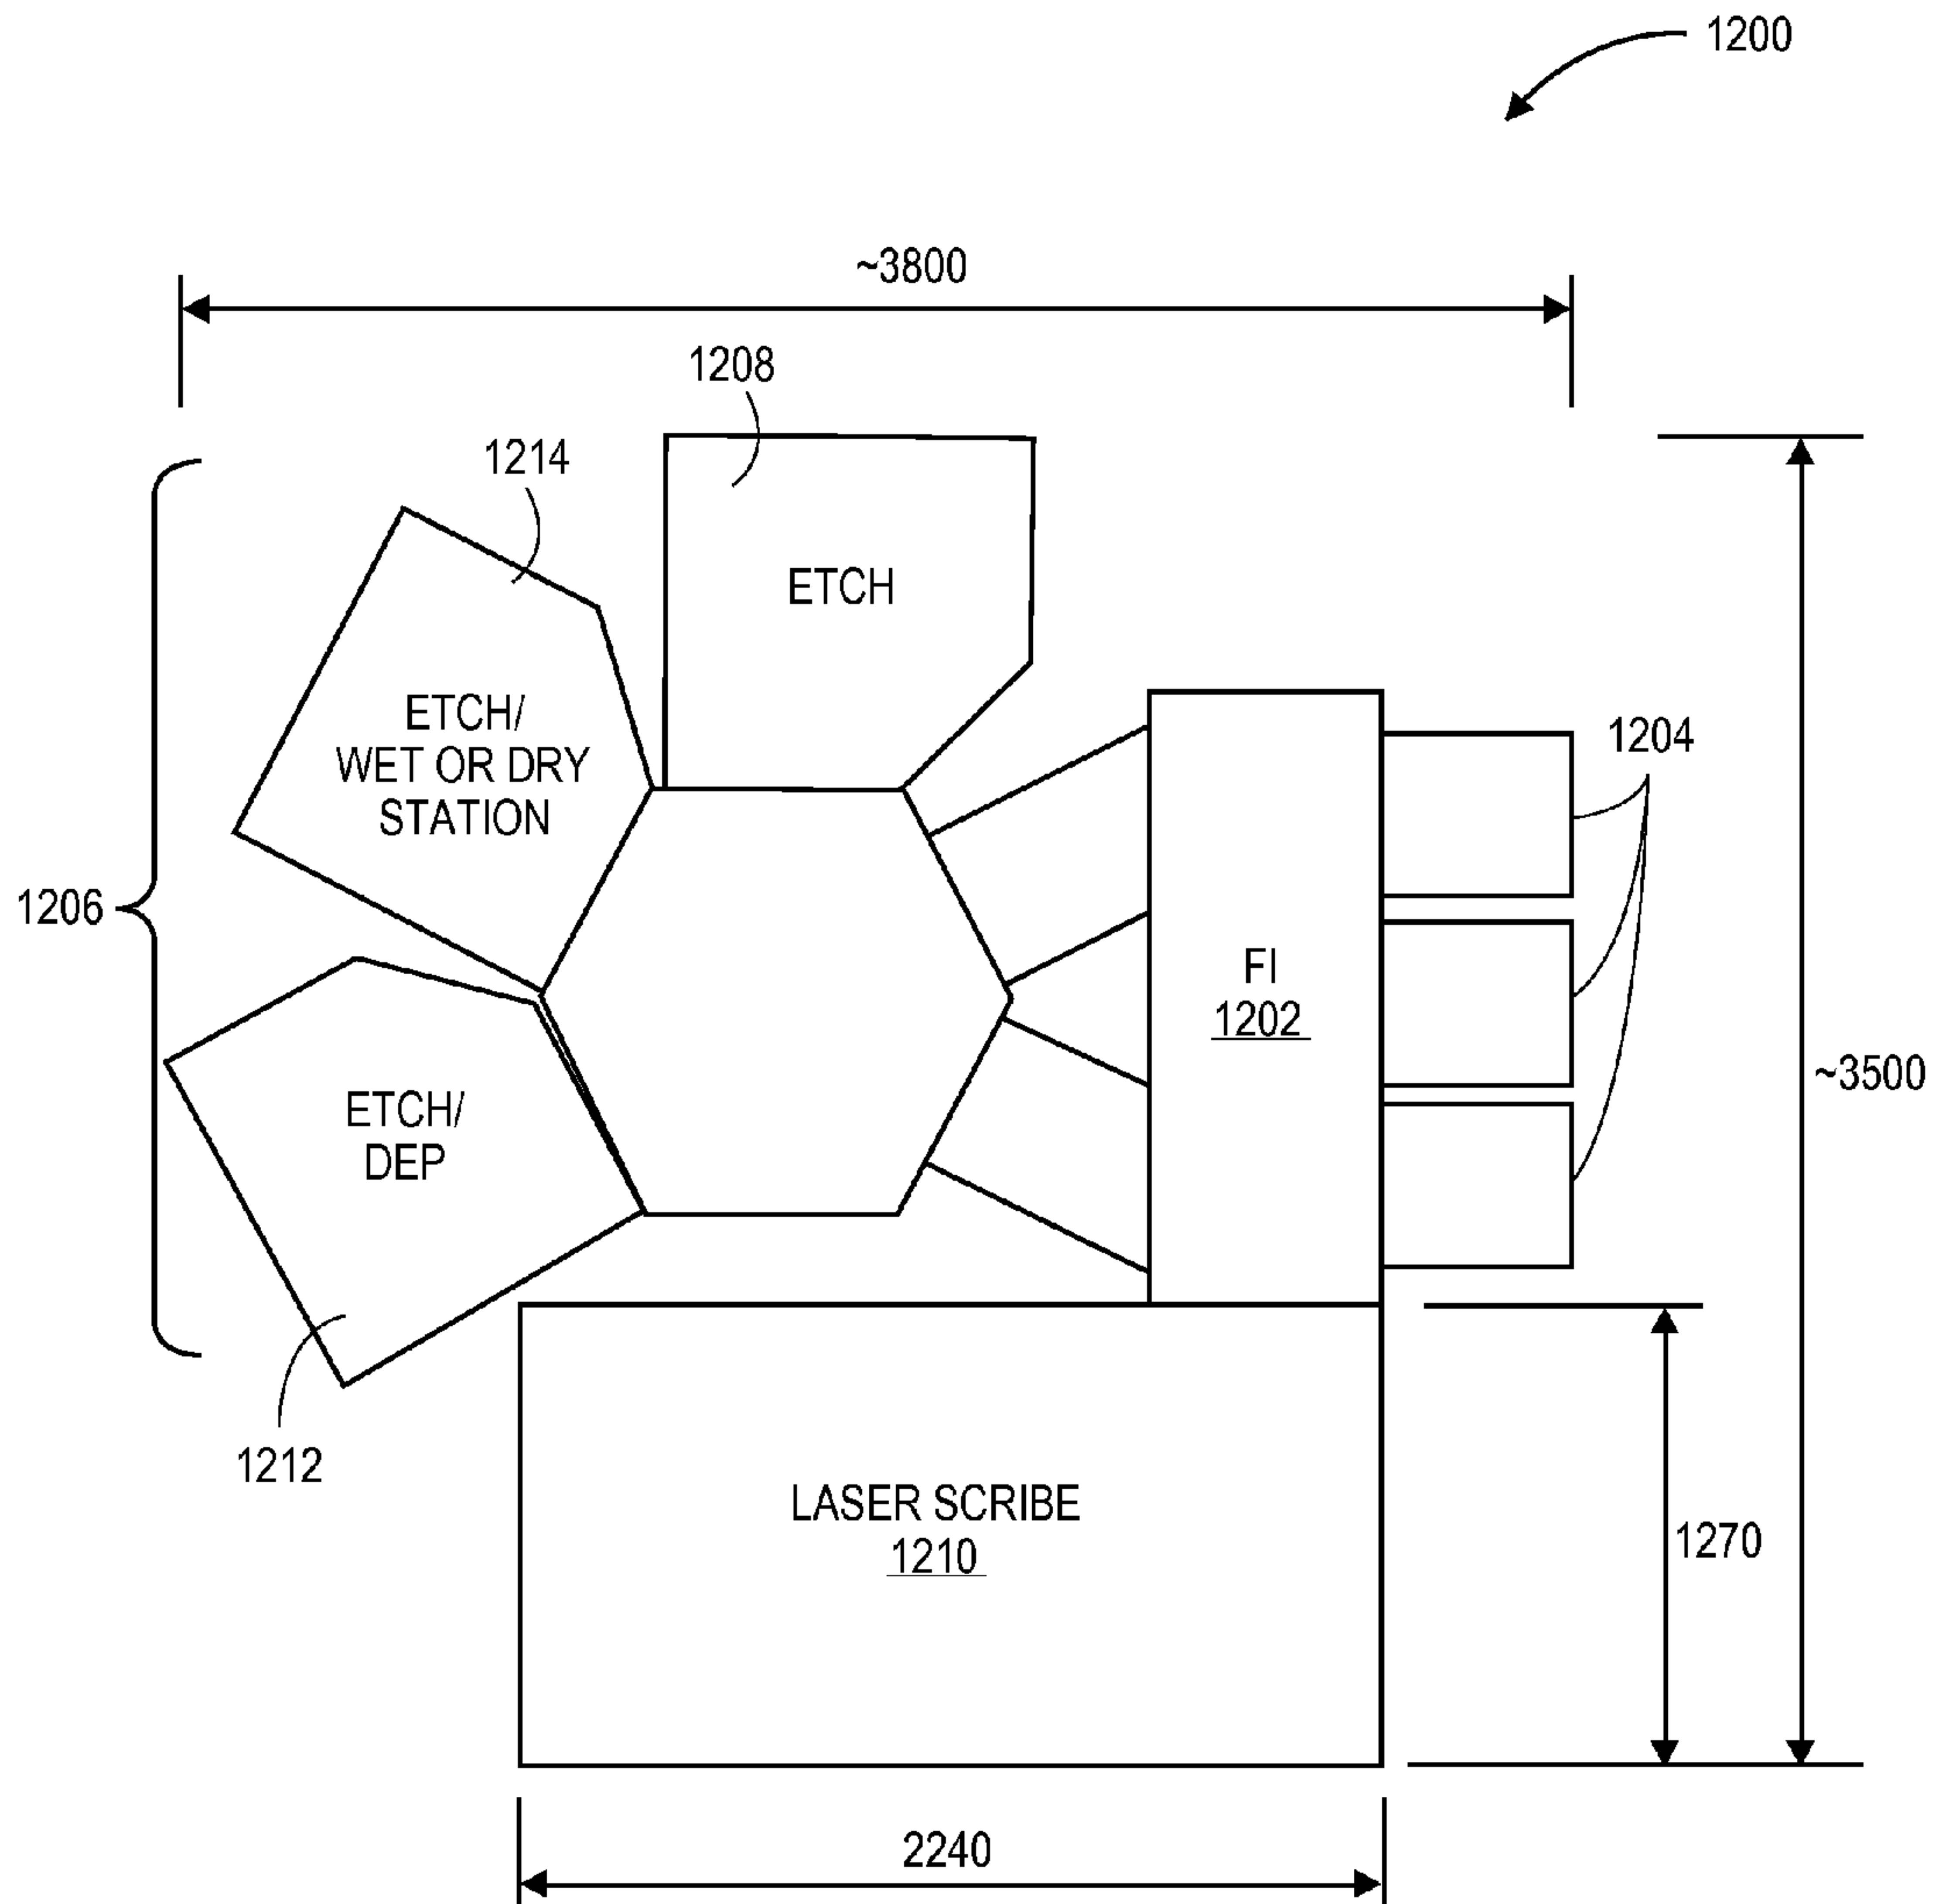 1200
~3800
1208
1214
ETCH
ETCH/
WET OR DRY
STATION
1204
1206
FI
1202
~3500
ETCH/
DEP
1212
LASER SCRIBE
1210
1270
2240